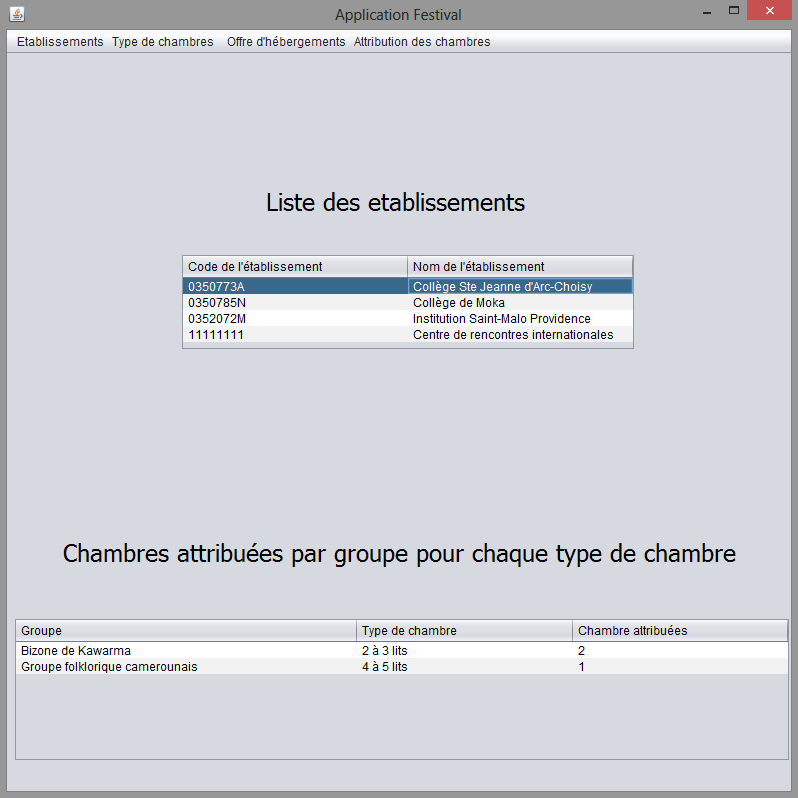 Application Festival
Etablissements Type de chambres Offre d'hébergements Attribution des chambres
Liste des etablissements
Code de l'établissement Nom de l'établissement
0350773A Collège Ste Jeanne d'Arc-Choisy
0350785N Collège de Moka
0352072M Institution Saint-Malo Providence
11111111 Centre de rencontres internationales
Chambres attribuées par groupe pour chaque type de chambre
Groupe Type de chambre Chambre attribuées
Bizone de Kawarma 2 à 3 lits 2
Groupe folklorique camerounais 4 à 5 lits 1